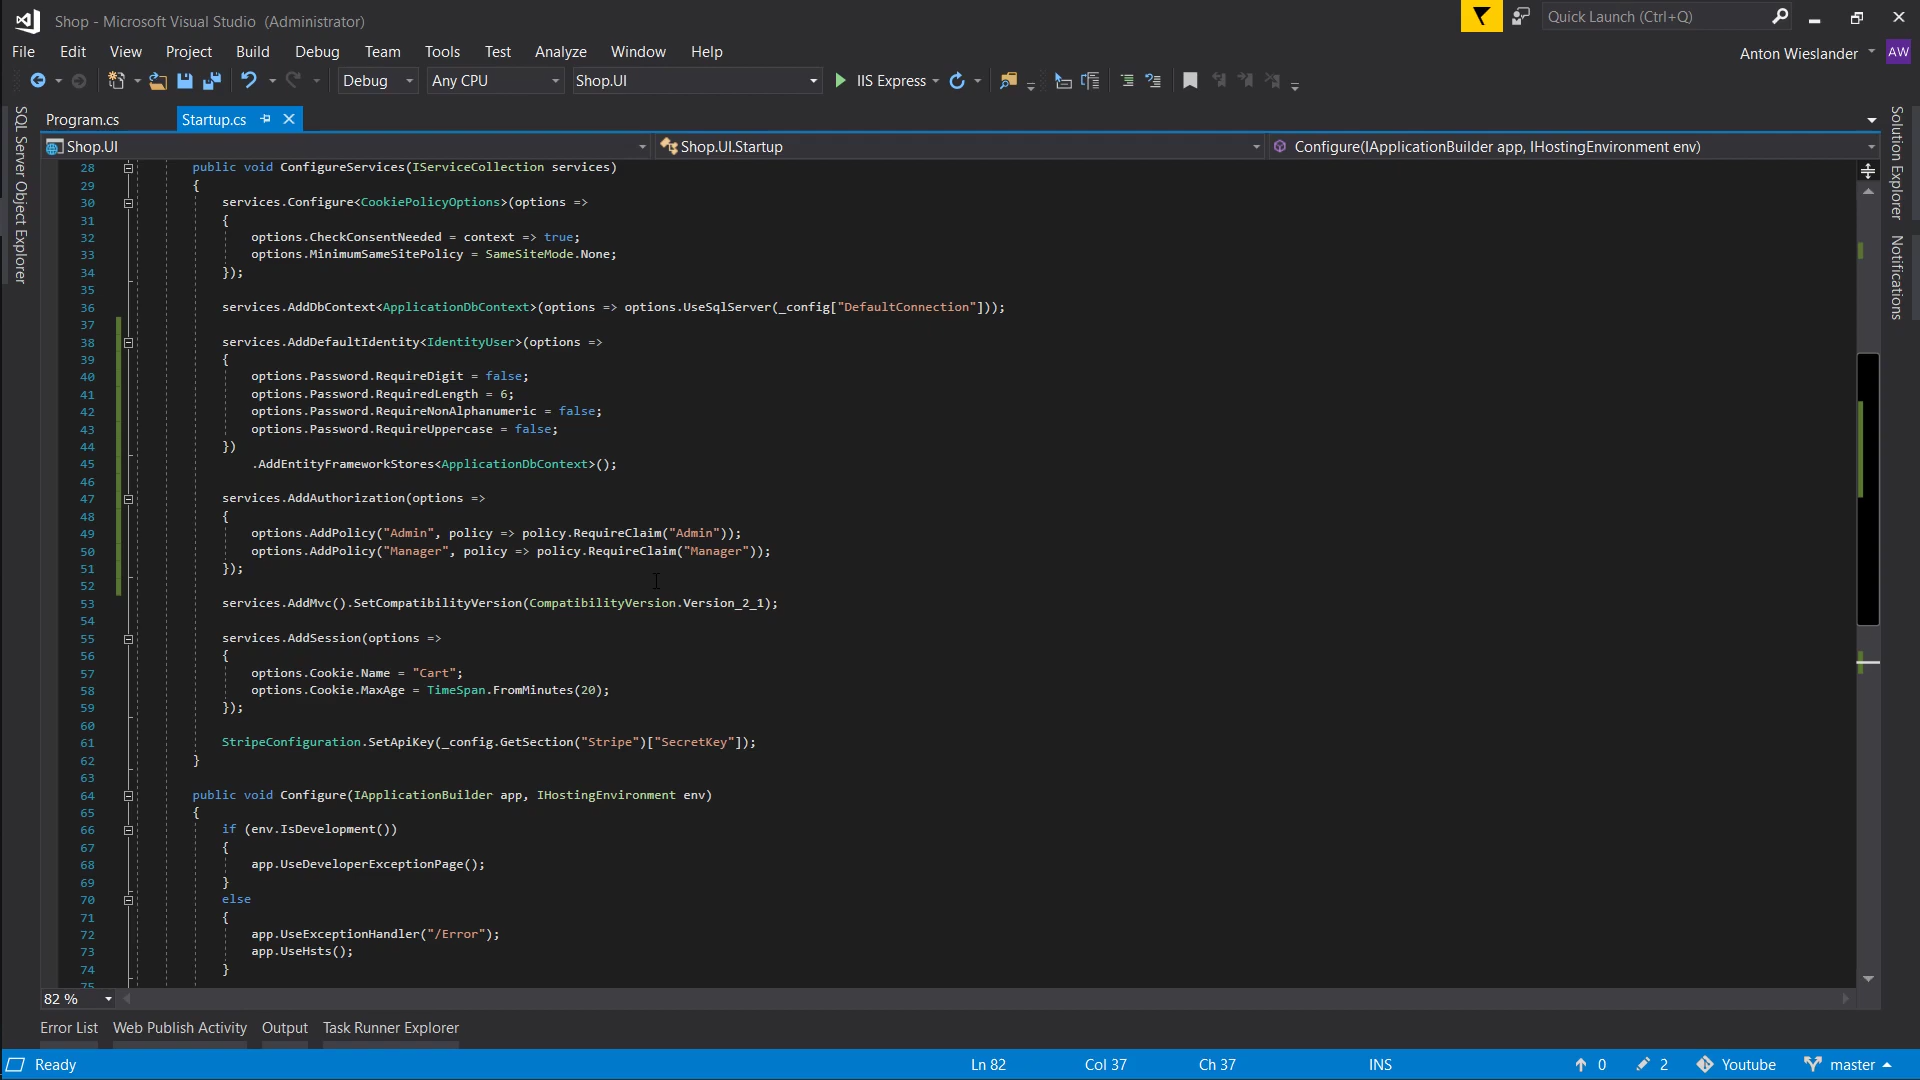 Shop - Microsoft Visual Studio (Administrator)
Quick Launch (Ctrl+Q)
File Edit View Project Build Debug Team Tools Test Analyze Window Help
Anton Wieslander AW
Debug Any CPU Shop.UI IIS Express
SQL Server Object Explorer
Solution Explorer
Notifications
Program.cs Startup.cs
Shop.UI Shop.UI.Startup Configure(IApplicationBuilder app, IHostingEnvironment env)
28 public void ConfigureServices(IServiceCollection services)
29 {
30 services.Configure<CookiePolicyOptions>(options =>
31 {
32 options.CheckConsentNeeded = context => true;
33 options.MinimumSameSitePolicy = SameSiteMode.None;
34 });
35
36 services.AddDbContext<ApplicationDbContext>(options => options.UseSqlServer(_config["DefaultConnection"]));
37
38 services.AddDefaultIdentity<IdentityUser>(options =>
39 {
40 options.Password.RequireDigit = false;
41 options.Password.RequiredLength = 6;
42 options.Password.RequireNonAlphanumeric = false;
43 options.Password.RequireUppercase = false;
44 })
45 .AddEntityFrameworkStores<ApplicationDbContext>();
46
47 services.AddAuthorization(options =>
48 {
49 options.AddPolicy("Admin", policy => policy.RequireClaim("Admin"));
50 options.AddPolicy("Manager", policy => policy.RequireClaim("Manager"));
51 });
52
53 services.AddMvc().SetCompatibilityVersion(CompatibilityVersion.Version_2_1);
54
55 services.AddSession(options =>
56 {
57 options.Cookie.Name = "Cart";
58 options.Cookie.MaxAge = TimeSpan.FromMinutes(20);
59 });
60
61 StripeConfiguration.SetApiKey(_config.GetSection("Stripe")["SecretKey"]);
62 }
63
64 public void Configure(IApplicationBuilder app, IHostingEnvironment env)
65 {
66 if (env.IsDevelopment())
67 {
68 app.UseDeveloperExceptionPage();
69 }
70 else
71 {
72 app.UseExceptionHandler("/Error");
73 app.UseHsts();
74 }
75
82 %
Error List Web Publish Activity Output Task Runner Explorer
Ready Ln 82 Col 37 Ch 37 INS 0 2 Youtube master